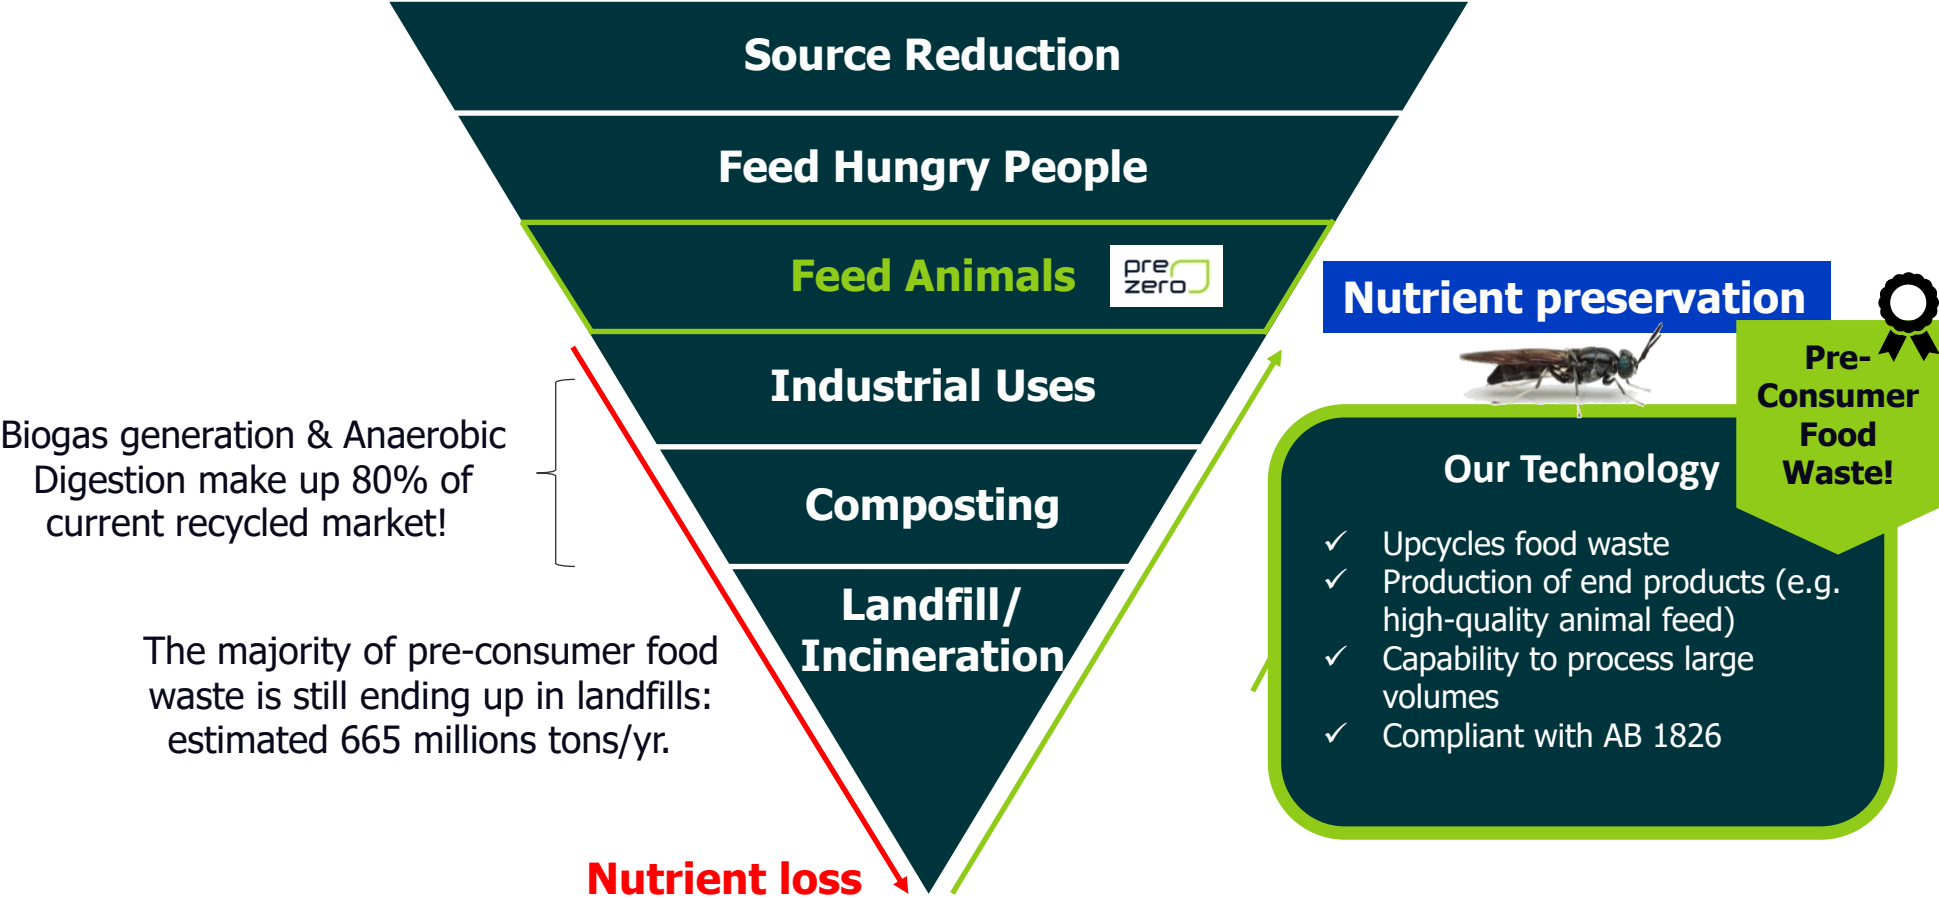 Source Reduction
Feed Hungry People
Feed Animals
pre
zero
Industrial Uses
Composting
Landfill/
Incineration
Biogas generation & Anaerobic
Digestion make up 80% of
current recycled market!
The majority of pre-consumer food
waste is still ending up in landfills:
estimated 665 millions tons/yr.
Nutrient loss
Nutrient preservation
Pre-
Consumer
Food
Waste!
Our Technology
✓ Upcycles food waste
✓ Production of end products (e.g.
high-quality animal feed)
✓ Capability to process large
volumes
✓ Compliant with AB 1826